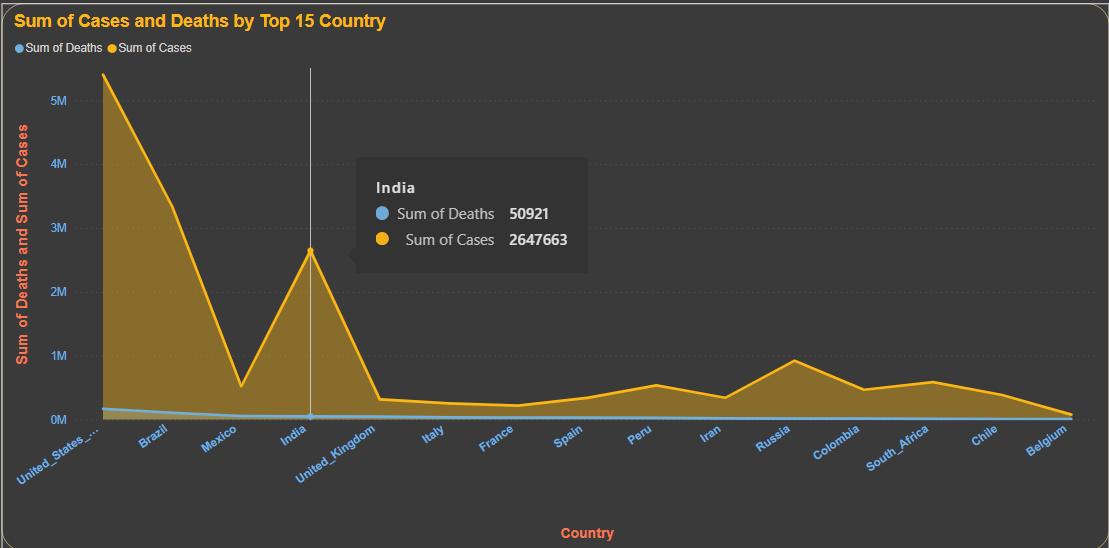 Sum of Cases and Deaths by Top 15 Country
Sum of Deaths Sum of Cases
Sum of Deaths and Sum of Cases
5M
4M
3M
2M
1M
0M
India
Sum of Deaths 50921
Sum of Cases 2647663
United_States_...
Brazil
Mexico
India
United_Kingdom
Italy
France
Spain
Peru
Iran
Russia
Colombia
South_Africa
Chile
Belgium
Country